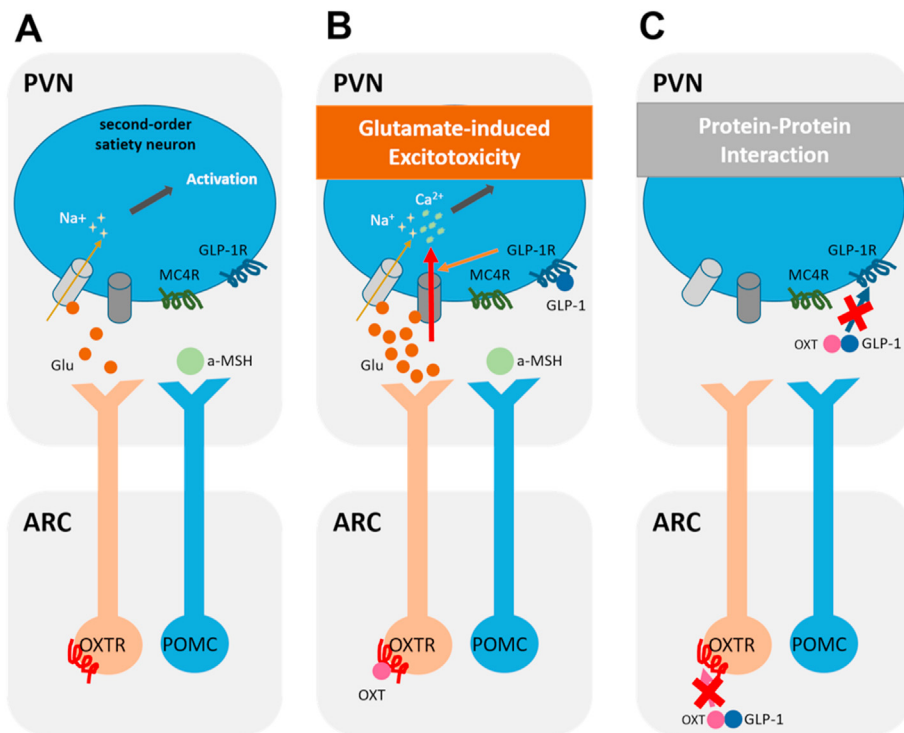 A
PVN
second-order
satiety neuron
Activation
Na+
GLP-1R
MC4R
Glu
a-MSH
ARC
OXTR
POMC
B
PVN
Glutamate-induced
Excitotoxicity
Ca²⁺
Na⁺
GLP-1R
MC4R
GLP-1
Glu
a-MSH
ARC
OXTR
POMC
OXT
C
PVN
Protein-Protein
Interaction
GLP-1R
MC4R
OXT GLP-1
ARC
OXTR
POMC
OXT GLP-1